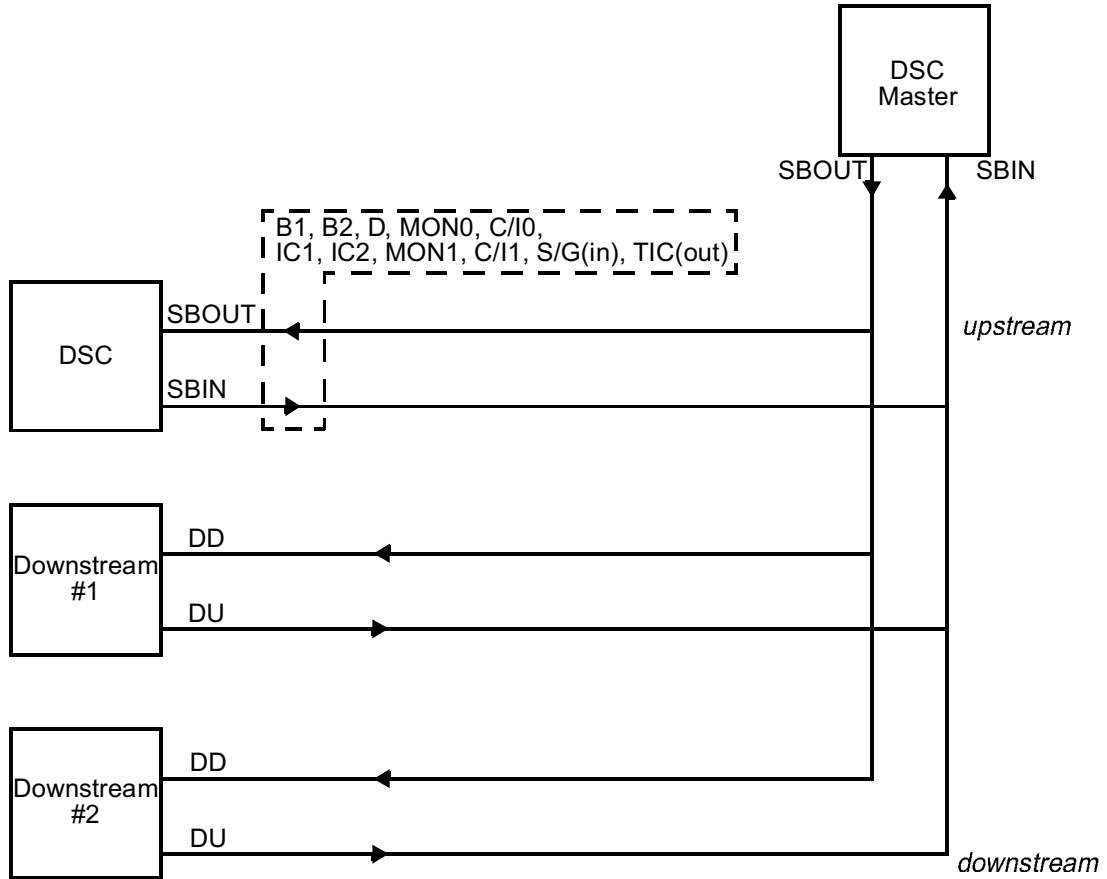 DSC
Master
SBOUT
SBIN
B1, B2, D, MON0, C/I0,
IC1, IC2, MON1, C/I1, S/G(in), TIC(out)
SBOUT
upstream
DSC
SBIN
DD
Downstream
#1
DU
DD
Downstream
#2
DU
downstream